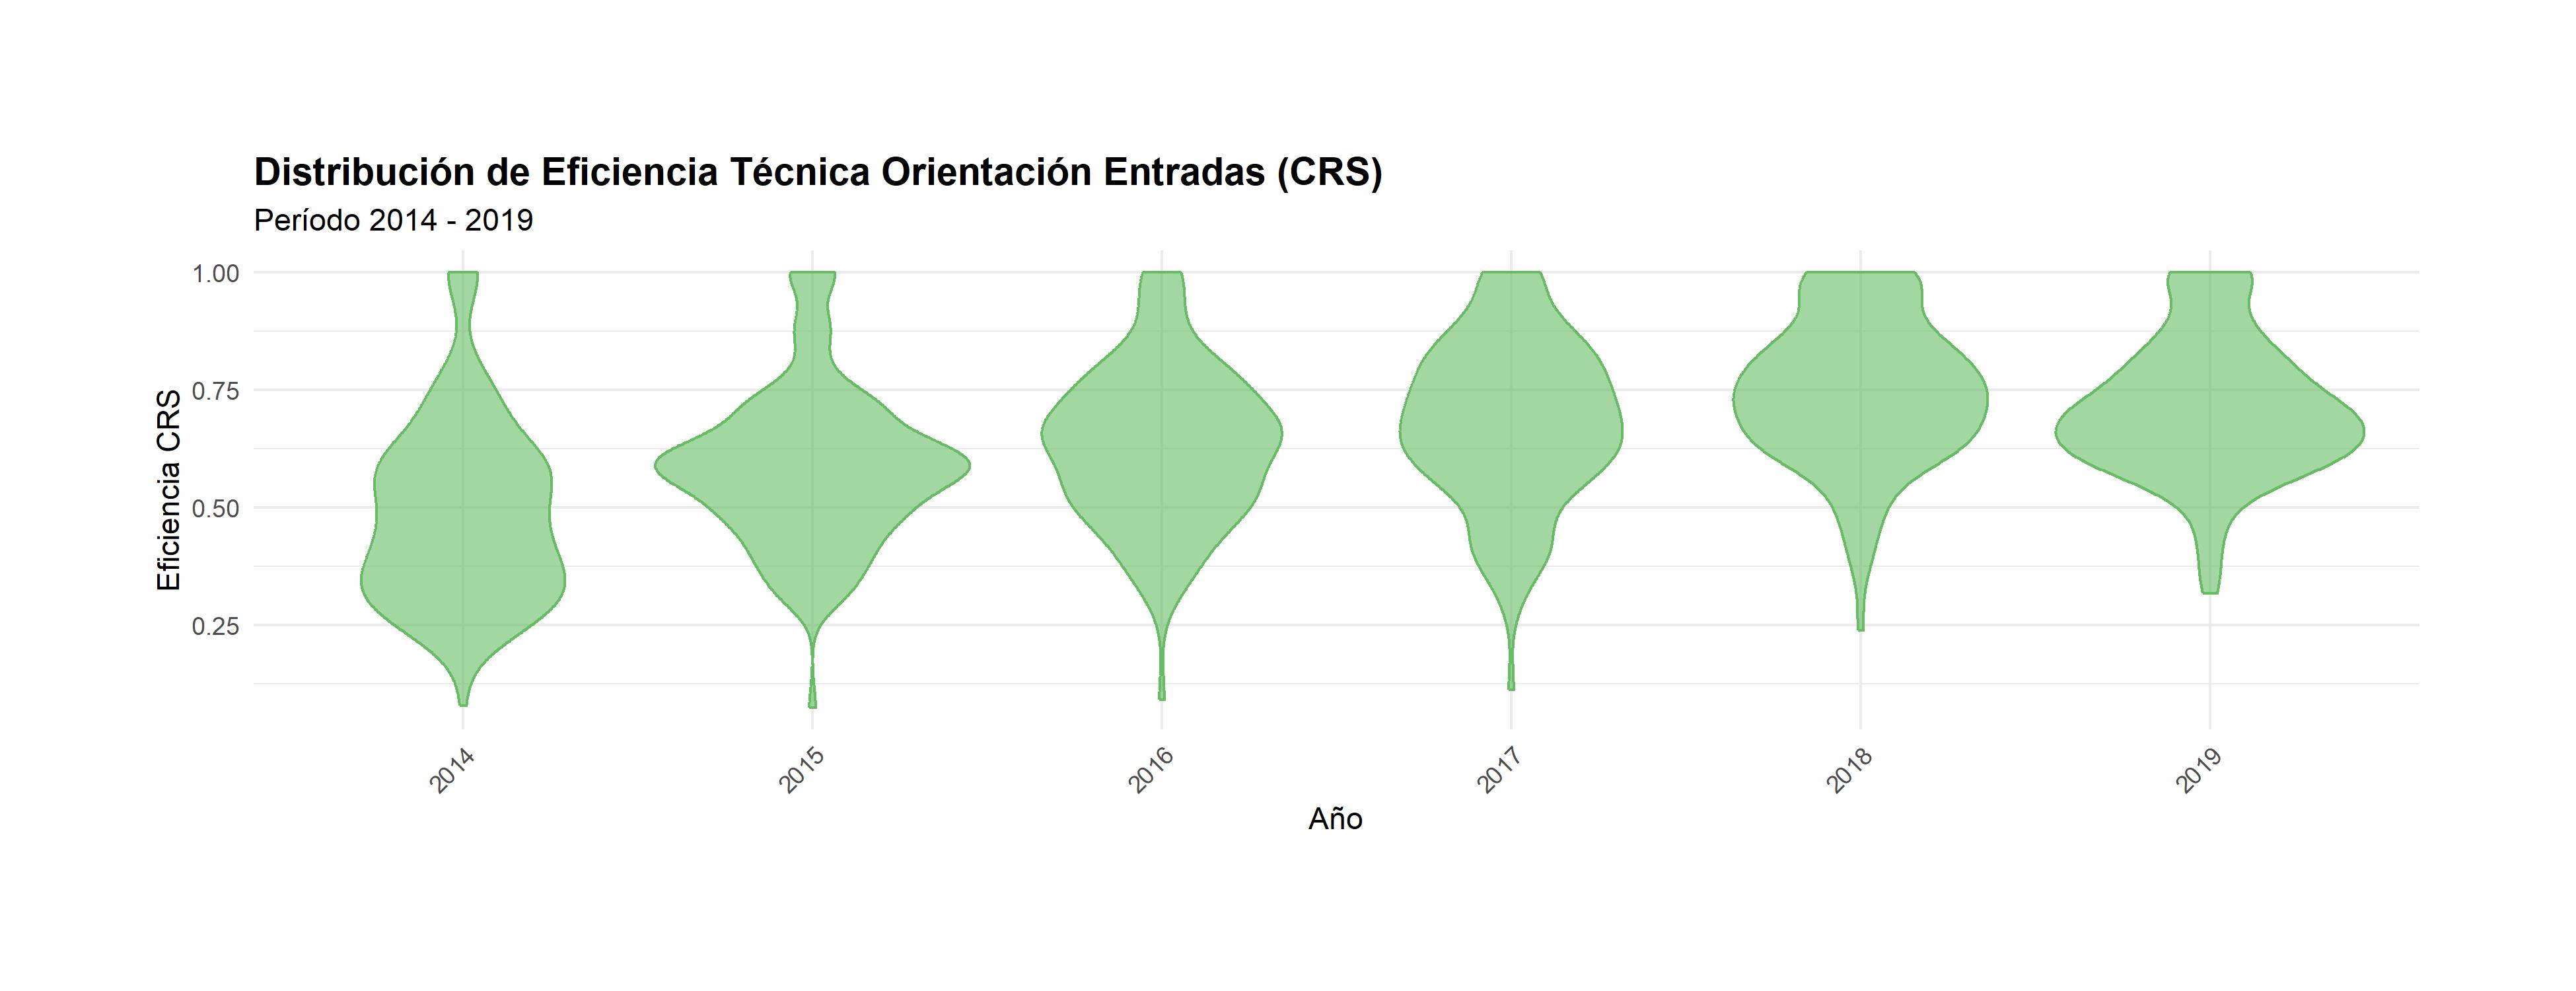 Distribución de Eficiencia Técnica Orientación Entradas (CRS)
Período 2014 - 2019
1.00
0.75
0.50
0.25
Eficiencia CRS
2014
2015
2016
2017
2018
2019
Año